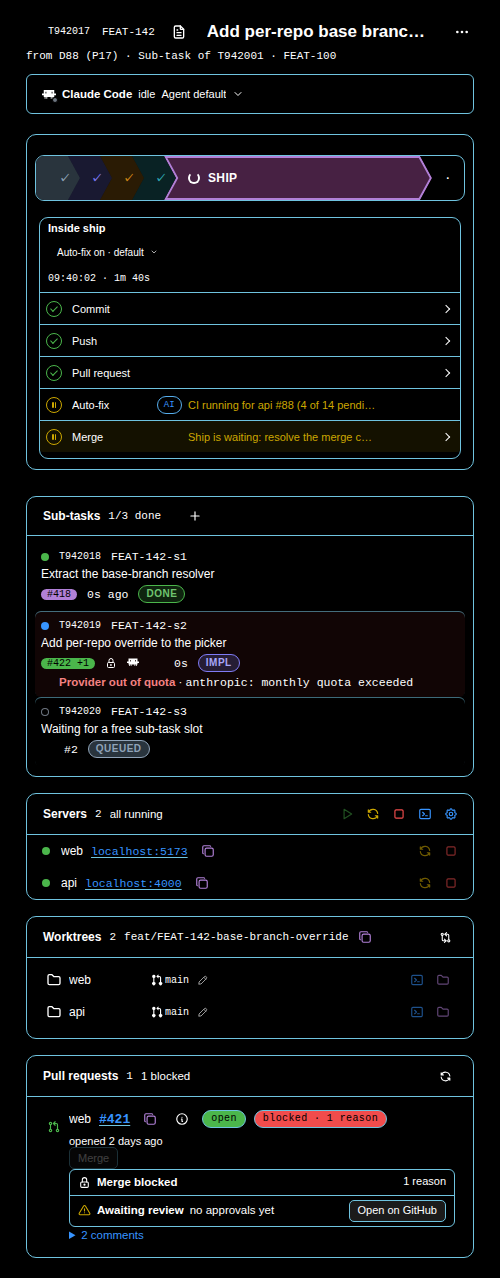 T942017 FEAT-142 Add per-repo base branc…
from D88 (P17) · Sub-task of T942001 · FEAT-100
Claude Code idle Agent default
SHIP
Inside ship
Auto-fix on · default
09:40:02 · 1m 40s
Commit
Push
Pull request
Auto-fix AI CI running for api #88 (4 of 14 pendi…
Merge Ship is waiting: resolve the merge c…
Sub-tasks 1/3 done
T942018 FEAT-142-s1
Extract the base-branch resolver
#418 0s ago DONE
T942019 FEAT-142-s2
Add per-repo override to the picker
#422 +1 0s IMPL
Provider out of quota · anthropic: monthly quota exceeded
T942020 FEAT-142-s3
Waiting for a free sub-task slot
#2 QUEUED
Servers 2 all running
web localhost:5173
api localhost:4000
Worktrees 2 feat/FEAT-142-base-branch-override
web main
api main
Pull requests 1 1 blocked
web #421 open blocked · 1 reason
opened 2 days ago
Merge
Merge blocked 1 reason
Awaiting review no approvals yet Open on GitHub
2 comments